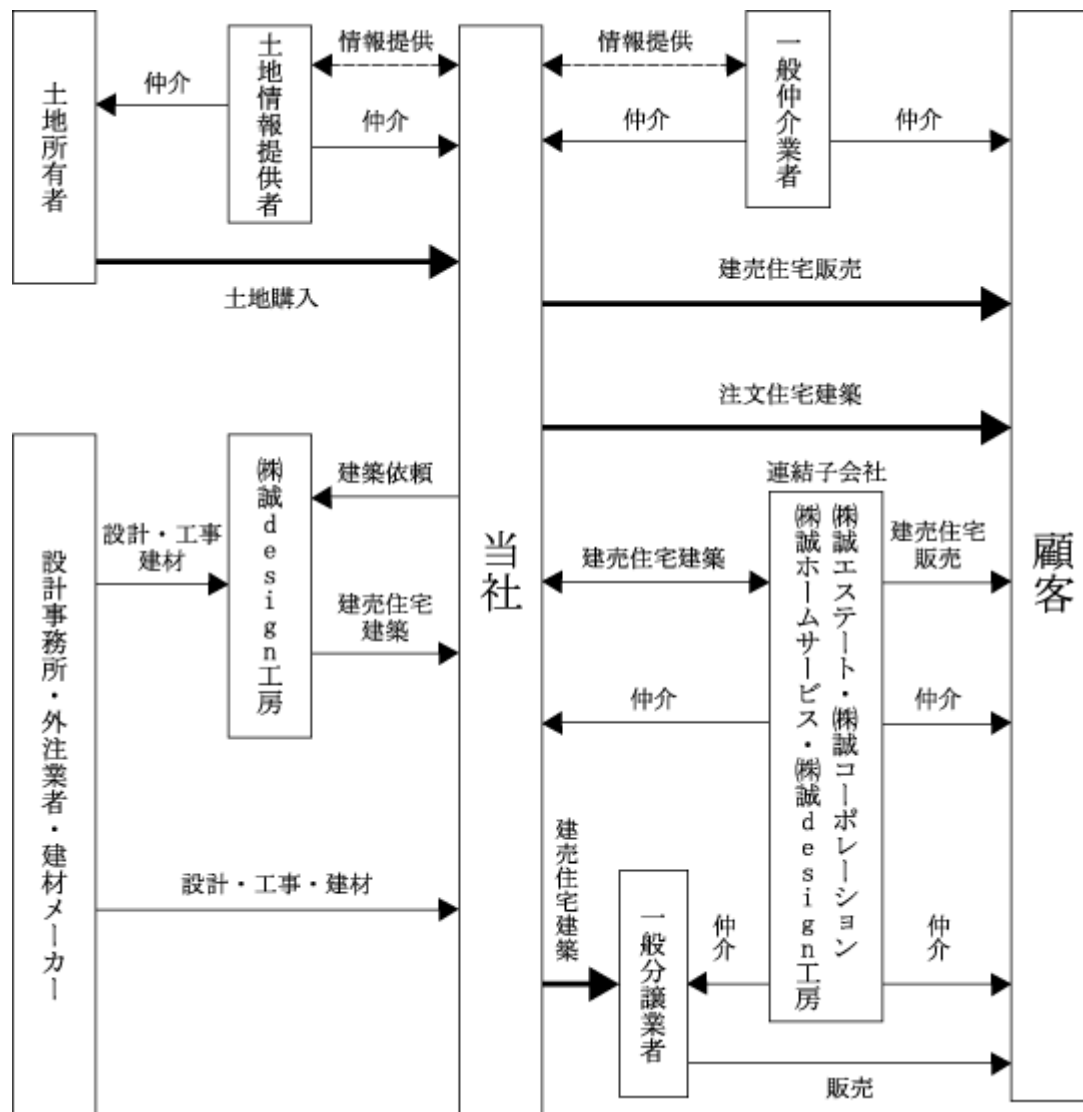 土地所有者
仲介
土地情報提供者
情報提供
仲介
土地購入
当社
情報提供
仲介
一般仲介業者
仲介
顧客
建売住宅販売
注文住宅建築
設計事務所・外注業者・建材メーカー
設計・工事
建材
㈱誠design工房
建築依頼
建売住宅
建築
設計・工事・建材
連結子会社
㈱誠エステート・㈱誠コーポレーション
㈱誠ホームサービス・㈱誠design工房
建売住宅建築
建売住宅
販売
仲介
仲介
建売住宅建築
一般分譲業者
仲介
仲介
販売